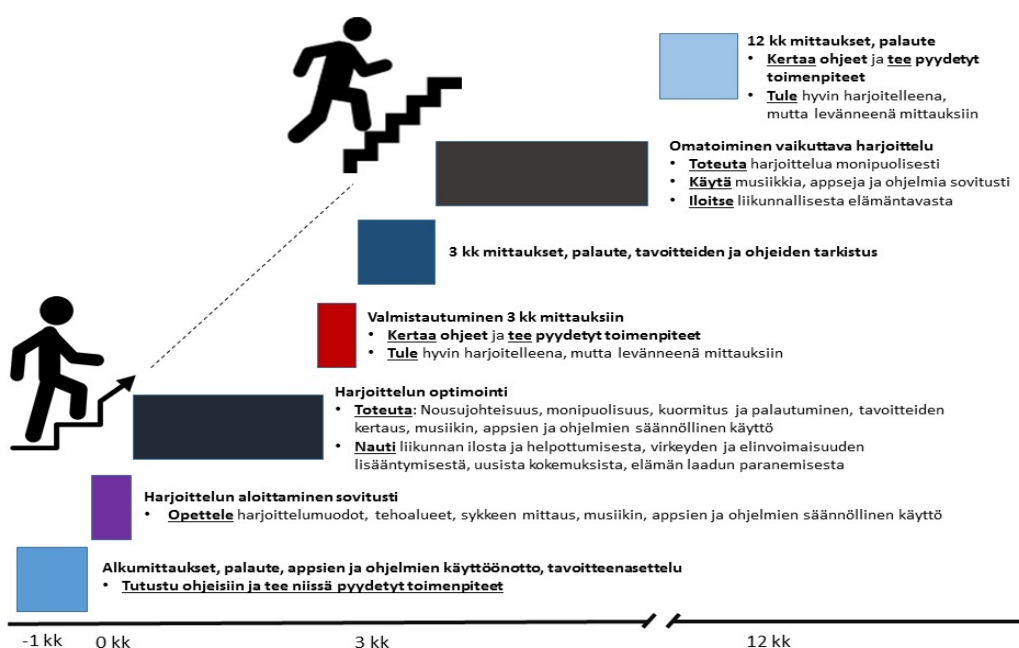 12 kk mittaukset, palaute
• Kertaa ohjeet ja tee pyydetyt
toimenpiteet
• Tule hyvin harjoitelleena,
mutta levänneenä mittauksiin
Omatoiminen vaikuttava harjoittelu
• Toteuta harjoittelua monipuolisesti
• Käytä musiikkia, appseja ja ohjelmia sovitusti
• Iloitse liikunnallisesta elämäntavasta
3 kk mittaukset, palaute, tavoitteiden ja ohjeiden tarkistus
Valmistautuminen 3 kk mittauksiin
• Kertaa ohjeet ja tee pyydetyt toimenpiteet
• Tule hyvin harjoitelleena, mutta levänneenä mittauksiin
Harjoittelun optimointi
• Toteuta: Nousujohteisuus, monipuolisuus, kuormitus ja palautuminen, tavoitteiden
kertaus, musiikin, appsien ja ohjelmien säännöllinen käyttö
• Nauti liikunnan ilosta ja helpottumisesta, virkeyden ja elinvoimaisuuden
lisääntymisestä, uusista kokemuksista, elämän laadun paranemisesta
Harjoittelun aloittaminen sovitusti
• Opettele harjoittelumuodot, tehoalueet, sykkeen mittaus, musiikin, appsien ja ohjelmien säännöllinen käyttö
Alkumittaukset, palaute, appsien ja ohjelmien käyttöönotto, tavoitteenasettelu
• Tutustu ohjeisiin ja tee niissä pyydetyt toimenpiteet
-1 kk 0 kk 3 kk 12 kk